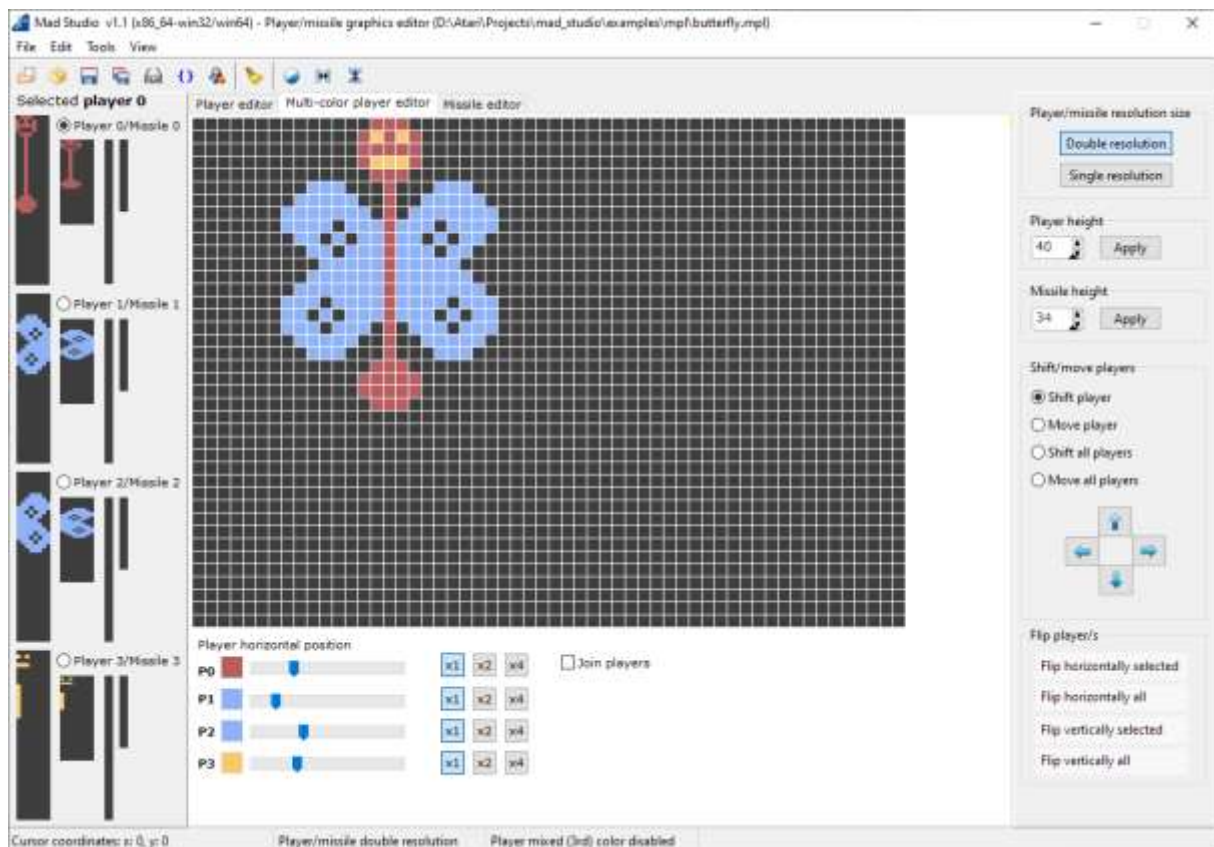 Mad Studio v1.1 (x86_64-win32/win64) - Player/missile graphics editor (D:\Atari\Projects\mad_studio\examples\mpl\butterfly.mpl)
File Edit Tools View
Selected player 0
Player editor Multi-color player editor Missile editor
Player 0/Missile 0
Player 1/Missile 1
Player 2/Missile 2
Player 3/Missile 3
Player horizontal position
P0 x1 x2 x4 Join players
P1 x1 x2 x4
P2 x1 x2 x4
P3 x1 x2 x4
Player/missile resolution size
Double resolution
Single resolution
Player height
40 Apply
Missile height
34 Apply
Shift/move players
Shift player
Move player
Shift all players
Move all players
Flip player/s
Flip horizontally selected
Flip horizontally all
Flip vertically selected
Flip vertically all
Cursor coordinates: x: 0, y: 0 Player/missile double resolution Player mixed (3rd) color disabled